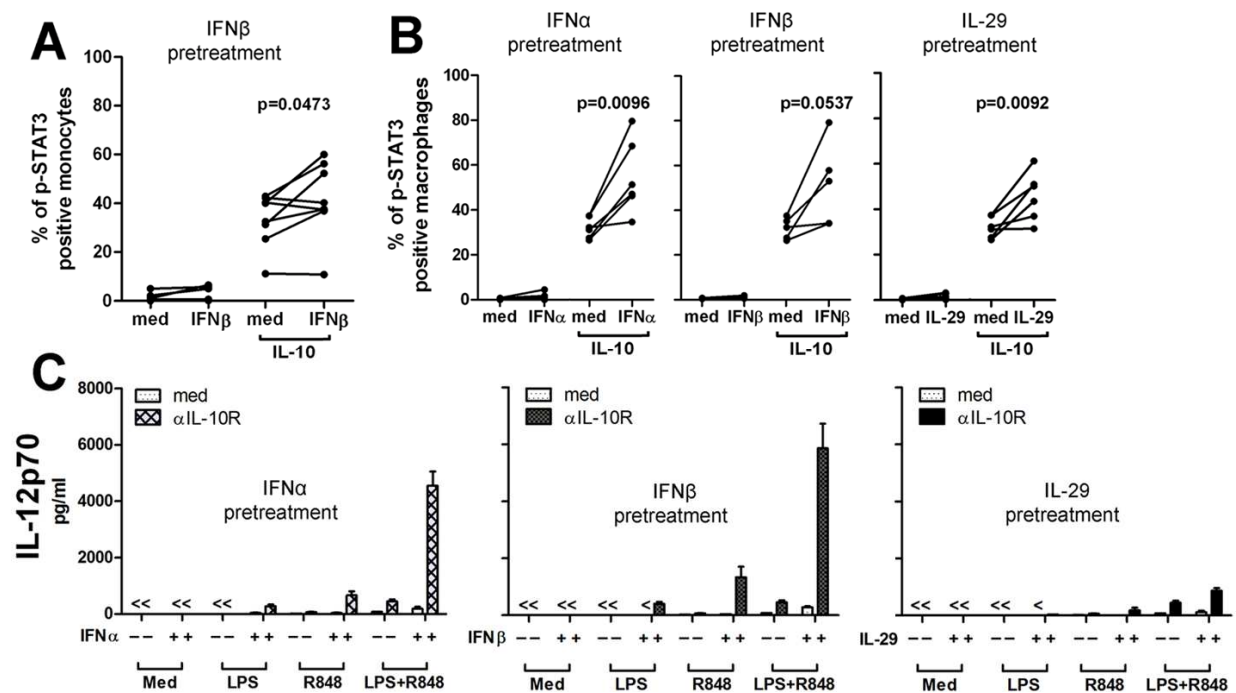 A
IFNβ
pretreatment
% of p-STAT3
positive monocytes
100
80
60
40
20
0
p=0.0473
med IFNβ med IFNβ
IL-10
B
IFNα
pretreatment
IFNβ
pretreatment
IL-29
pretreatment
% of p-STAT3
positive macrophages
100
80
60
40
20
0
p=0.0096
p=0.0537
p=0.0092
med IFNα med IFNα
IL-10
med IFNβ med IFNβ
IL-10
med IL-29 med IL-29
IL-10
C
IL-12p70
pg/ml
8000
6000
4000
2000
0
med
αIL-10R
IFNα
pretreatment
<< << <<
IFNα -- ++ -- ++ -- ++ -- ++
Med LPS R848 LPS+R848
med
αIL-10R
IFNβ
pretreatment
<< << << <
IFNβ -- ++ -- ++ -- ++ -- ++
Med LPS R848 LPS+R848
med
αIL-10R
IL-29
pretreatment
<< << << <
IL-29 -- ++ -- ++ -- ++ -- ++
Med LPS R848 LPS+R848